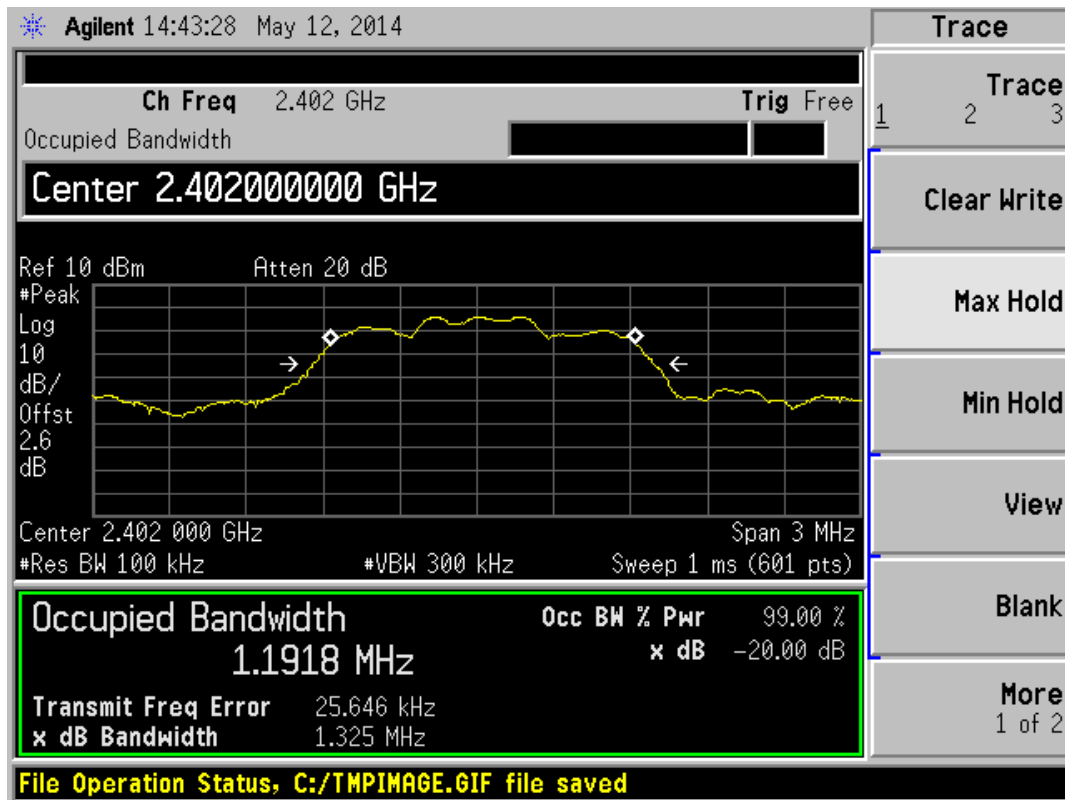 Agilent 14:43:28 May 12, 2014
Trace
Ch Freq 2.402 GHz
Trig Free
Occupied Bandwidth
Center 2.402000000 GHz
Ref 10 dBm
Atten 20 dB
#Peak
Log
10
dB/
Offst
2.6
dB
Center 2.402 000 GHz
Span 3 MHz
#Res BW 100 kHz
#VBW 300 kHz
Sweep 1 ms (601 pts)
Occupied Bandwidth
1.1918 MHz
Occ BW % Pwr 99.00 %
x dB -20.00 dB
Transmit Freq Error 25.646 kHz
x dB Bandwidth 1.325 MHz
File Operation Status, C:/TMPIMAGE.GIF file saved
Trace
1 2 3
Clear Write
Max Hold
Min Hold
View
Blank
More
1 of 2